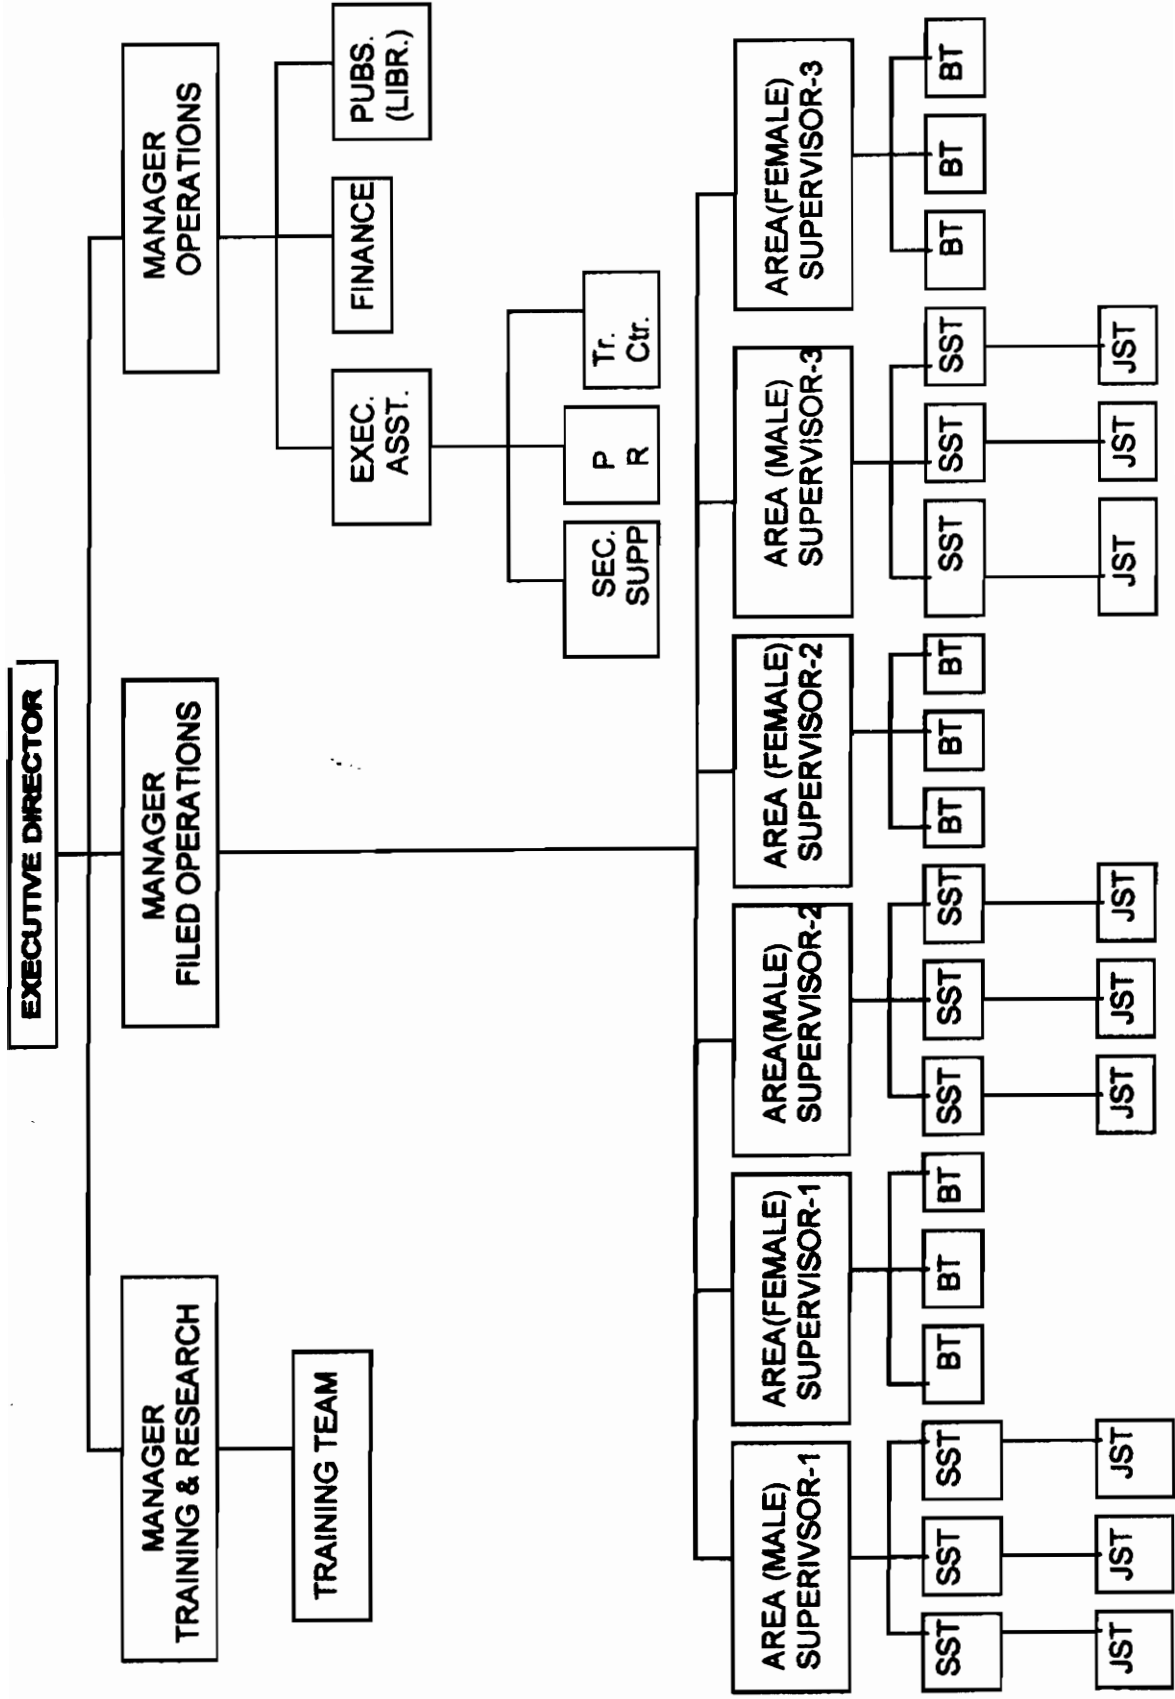 EXECUTIVE DIRECTOR
MANAGER
TRAINING & RESEARCH
MANAGER
FILED OPERATIONS
MANAGER
OPERATIONS
TRAINING TEAM
EXEC.
ASST.
FINANCE
PUBS.
(LIBR.)
SEC.
SUPP
P
R
Tr.
Ctr.
AREA (MALE)
SUPERIVSOR-1
AREA(FEMALE)
SUPERVISOR-1
AREA(MALE)
SUPERVISOR-2
AREA (FEMALE)
SUPERVISOR-2
AREA (MALE)
SUPERVISOR-3
AREA(FEMALE)
SUPERVISOR-3
SST
SST
SST
BT
BT
BT
SST
SST
SST
BT
BT
BT
SST
SST
SST
BT
BT
BT
JST
JST
JST
JST
JST
JST
JST
JST
JST